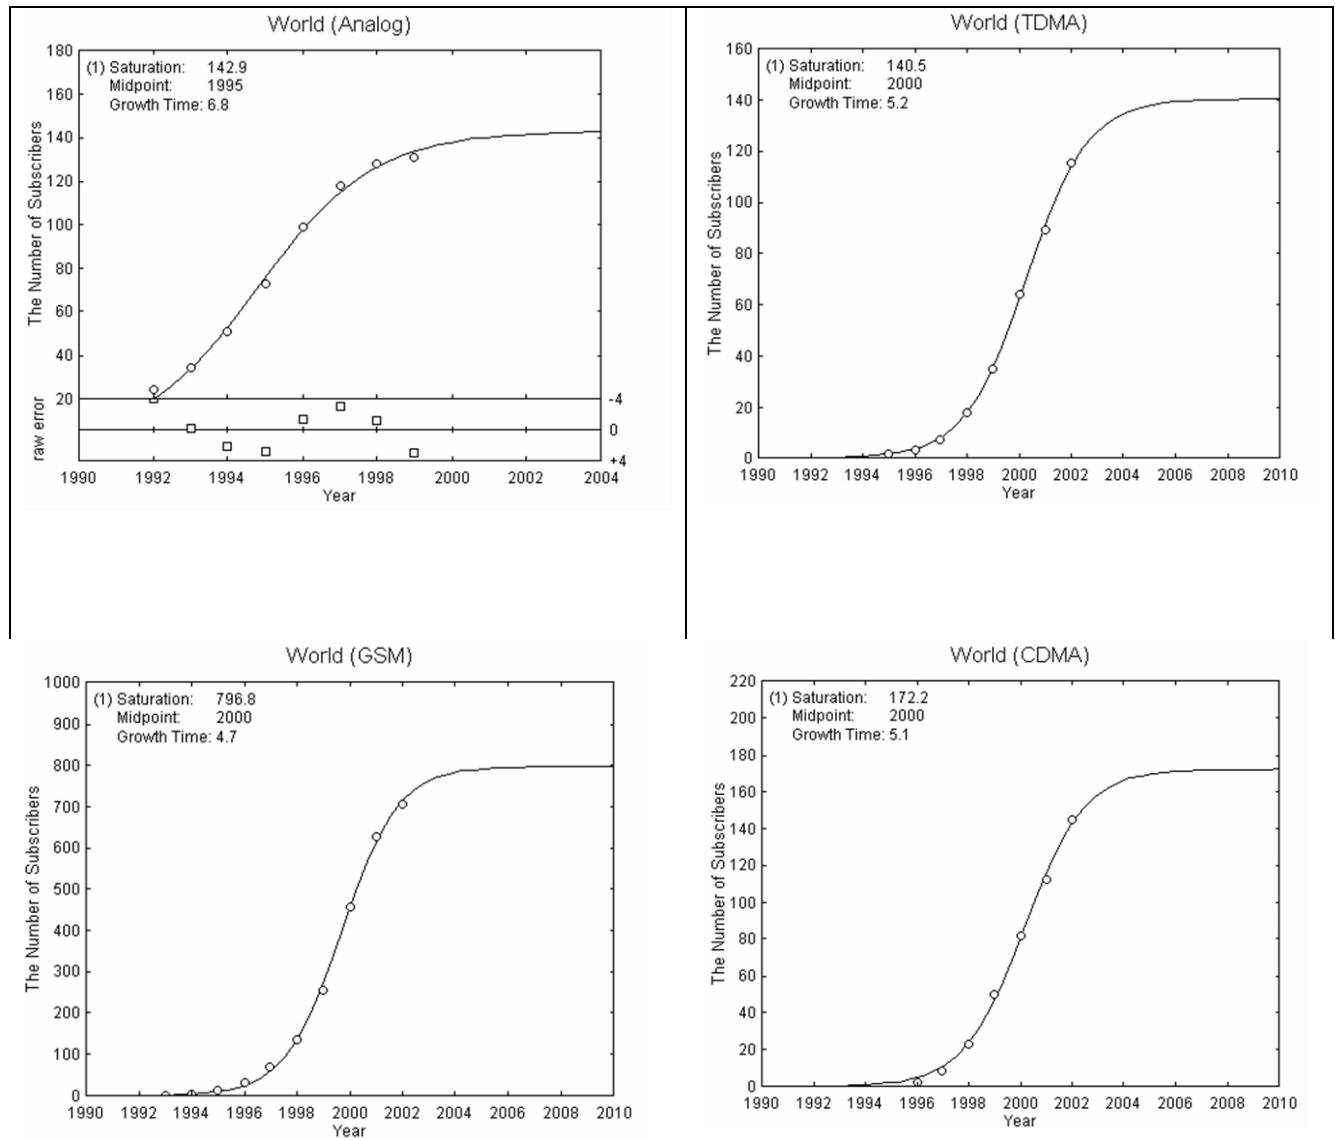 World (Analog)
180
160
140
120
100
80
60
40
20
(1) Saturation: 142.9
Midpoint: 1995
Growth Time: 6.8
The Number of Subscribers
raw error
-4
0
+4
1990 1992 1994 1996 1998 2000 2002 2004
Year
World (TDMA)
160
140
120
100
80
60
40
20
0
(1) Saturation: 140.5
Midpoint: 2000
Growth Time: 5.2
The Number of Subscribers
1990 1992 1994 1996 1998 2000 2002 2004 2006 2008 2010
Year
World (GSM)
1000
900
800
700
600
500
400
300
200
100
0
(1) Saturation: 796.8
Midpoint: 2000
Growth Time: 4.7
The Number of Subscribers
1990 1992 1994 1996 1998 2000 2002 2004 2006 2008 2010
Year
World (CDMA)
220
200
180
160
140
120
100
80
60
40
20
0
(1) Saturation: 172.2
Midpoint: 2000
Growth Time: 5.1
The Number of Subscribers
1990 1992 1994 1996 1998 2000 2002 2004 2006 2008 2010
Year